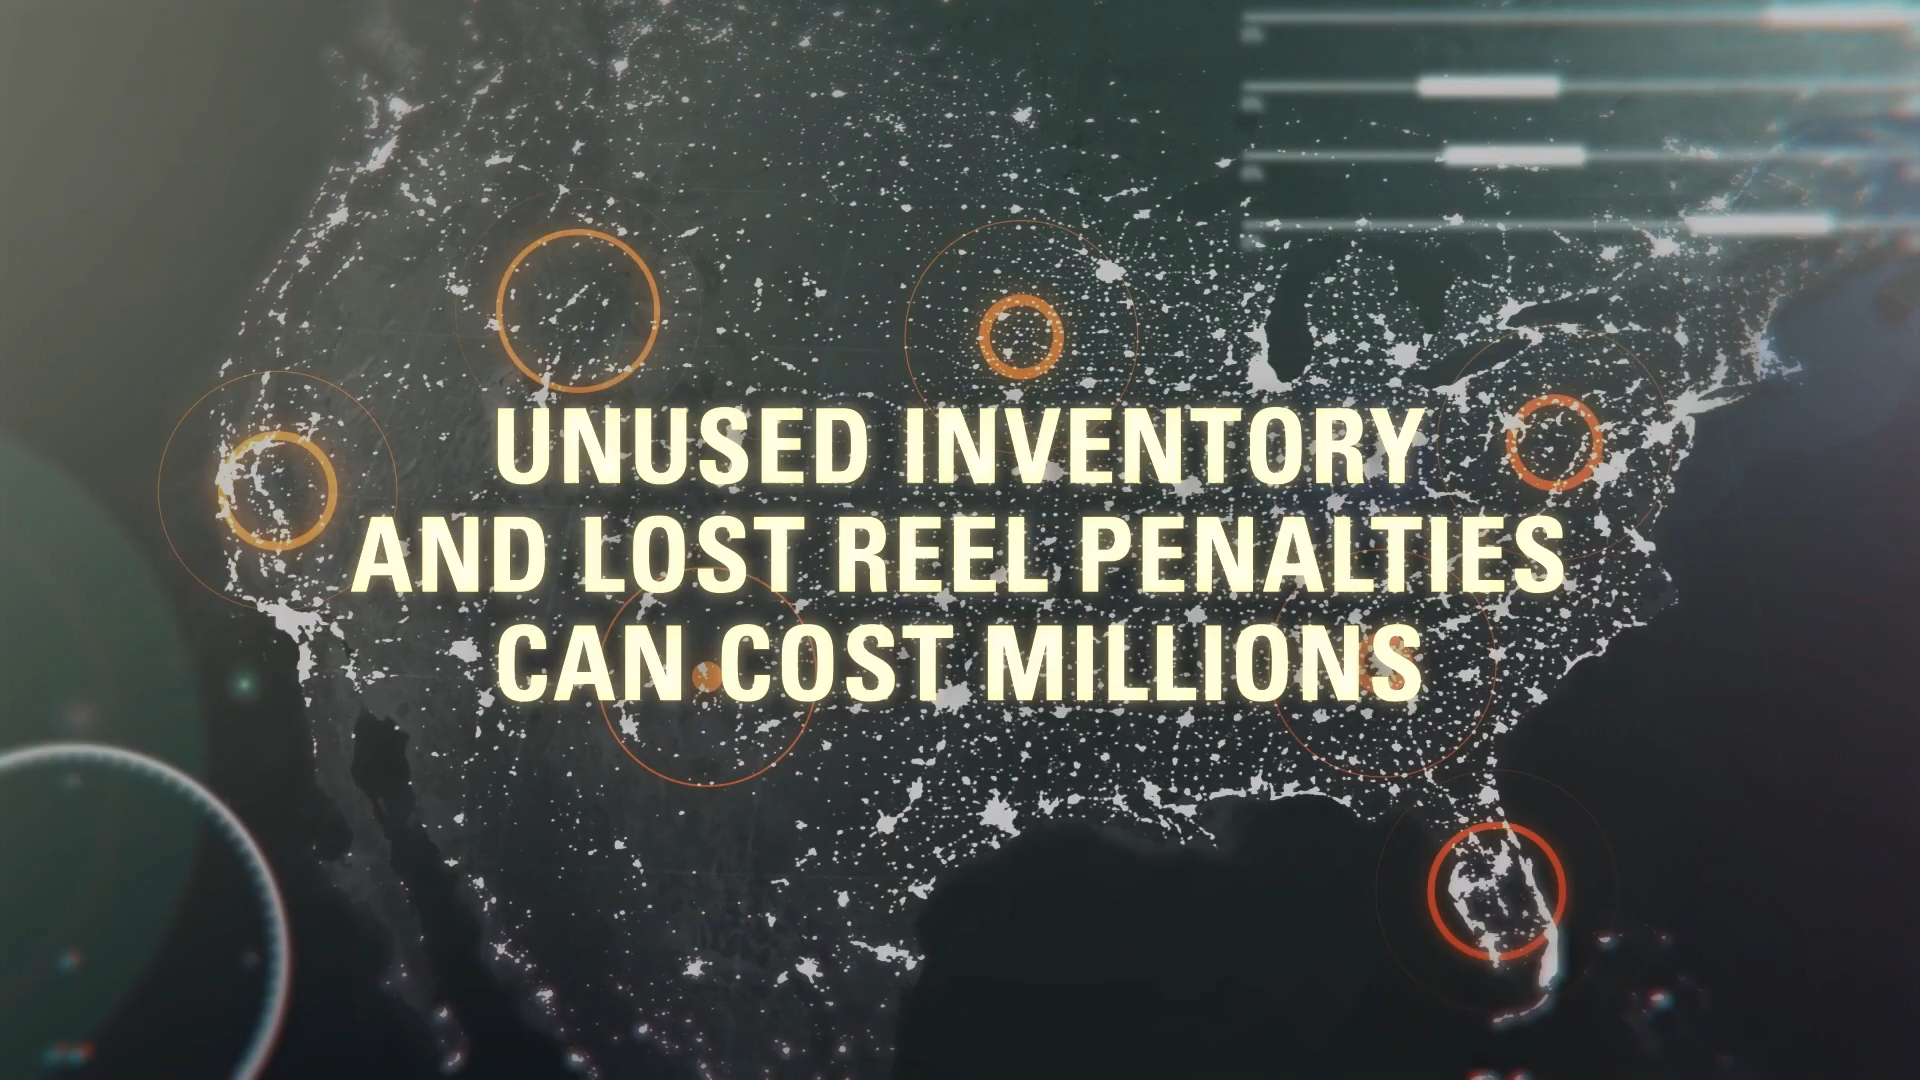 UNUSED INVENTORY
AND LOST REEL PENALTIES
CAN COST MILLIONS